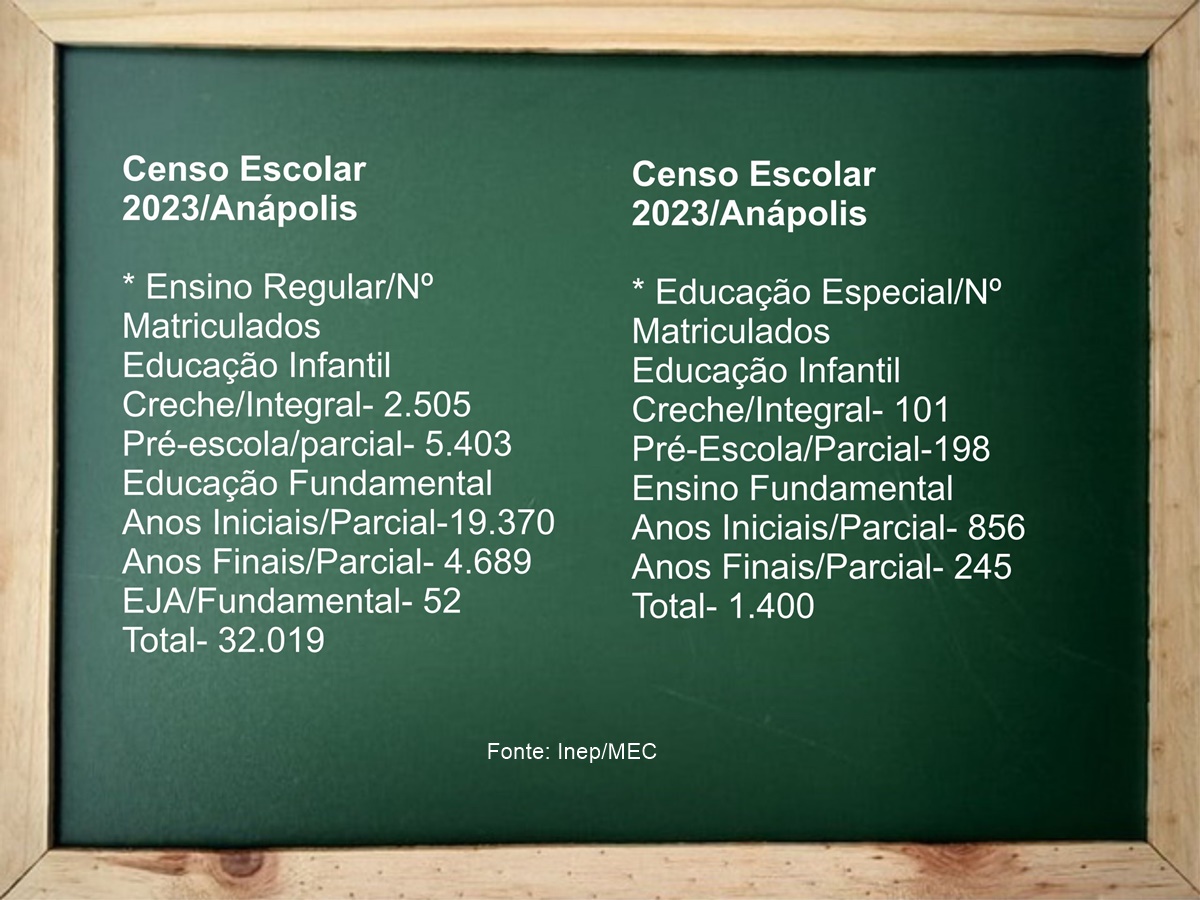 Censo Escolar
2023/Anápolis
* Ensino Regular/Nº
Matriculados
Educação Infantil
Creche/Integral- 2.505
Pré-escola/parcial- 5.403
Educação Fundamental
Anos Iniciais/Parcial-19.370
Anos Finais/Parcial- 4.689
EJA/Fundamental- 52
Total- 32.019
Censo Escolar
2023/Anápolis
* Educação Especial/Nº
Matriculados
Educação Infantil
Creche/Integral- 101
Pré-Escola/Parcial-198
Ensino Fundamental
Anos Iniciais/Parcial- 856
Anos Finais/Parcial- 245
Total- 1.400
Fonte: Inep/MEC